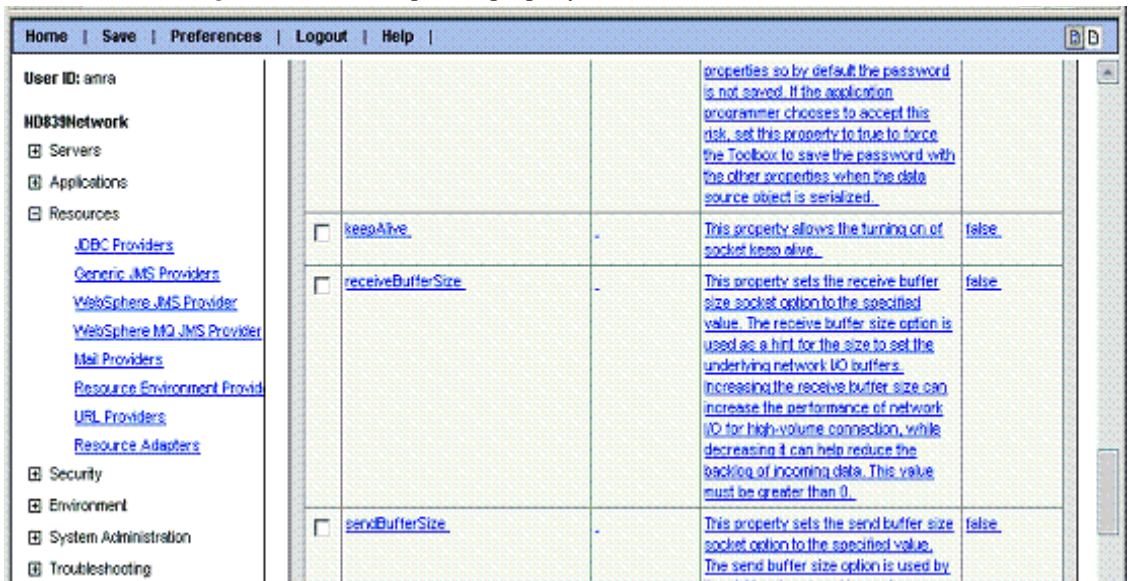 Home | Save | Preferences | Logout | Help |
User ID: amra
ND839Network
Servers
Applications
Resources
JDBC Providers
Generic JMS Providers
WebSphere JMS Provider
WebSphere MQ JMS Provider
Mail Providers
Resource Environment Provid
URL Providers
Resource Adapters
Security
Environment
System Administration
Troubleshooting
properties so by default the password
is not saved. If the application
programmer chooses to accept this
risk, set this property to true to force
the Toolbox to save the password with
the other properties when the data
source object is serialized.
keepAlive
This property allows the turning on of
socket keep alive.
false
receiveBufferSize
This property sets the receive buffer
size socket option to the specified
value. The receive buffer size option is
used as a hint for the size to set the
underlying network I/O buffers.
Increasing the receive buffer size can
increase the performance of network
I/O for high-volume connection, while
decreasing it can help reduce the
backlog of incoming data. This value
must be greater than 0.
false
sendBufferSize
This property sets the send buffer size
socket option to the specified value.
The send buffer size option is used by
false